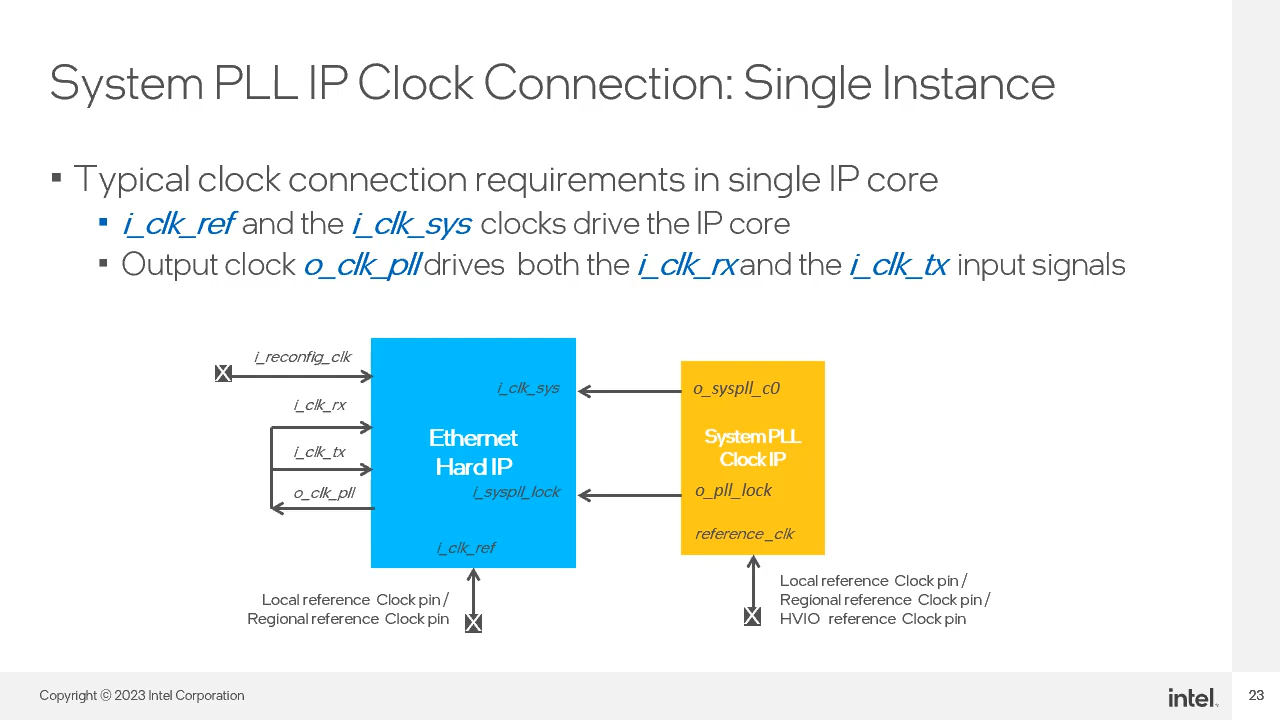 System PLL IP Clock Connection: Single Instance
▪ Typical clock connection requirements in single IP core
▪ i_clk_ref and the i_clk_sys clocks drive the IP core
▪ Output clock o_clk_pll drives both the i_clk_rx and the i_clk_tx input signals
i_reconfig_clk
X
i_clk_rx
i_clk_tx
o_clk_pll
i_clk_sys
Ethernet
Hard IP
i_syspll_lock
i_clk_ref
o_syspll_c0
System PLL
Clock IP
o_pll_lock
reference_clk
Local reference Clock pin /
Regional reference Clock pin
X
X
Local reference Clock pin /
Regional reference Clock pin /
HVIO reference Clock pin
Copyright © 2023 Intel Corporation
intel.
23